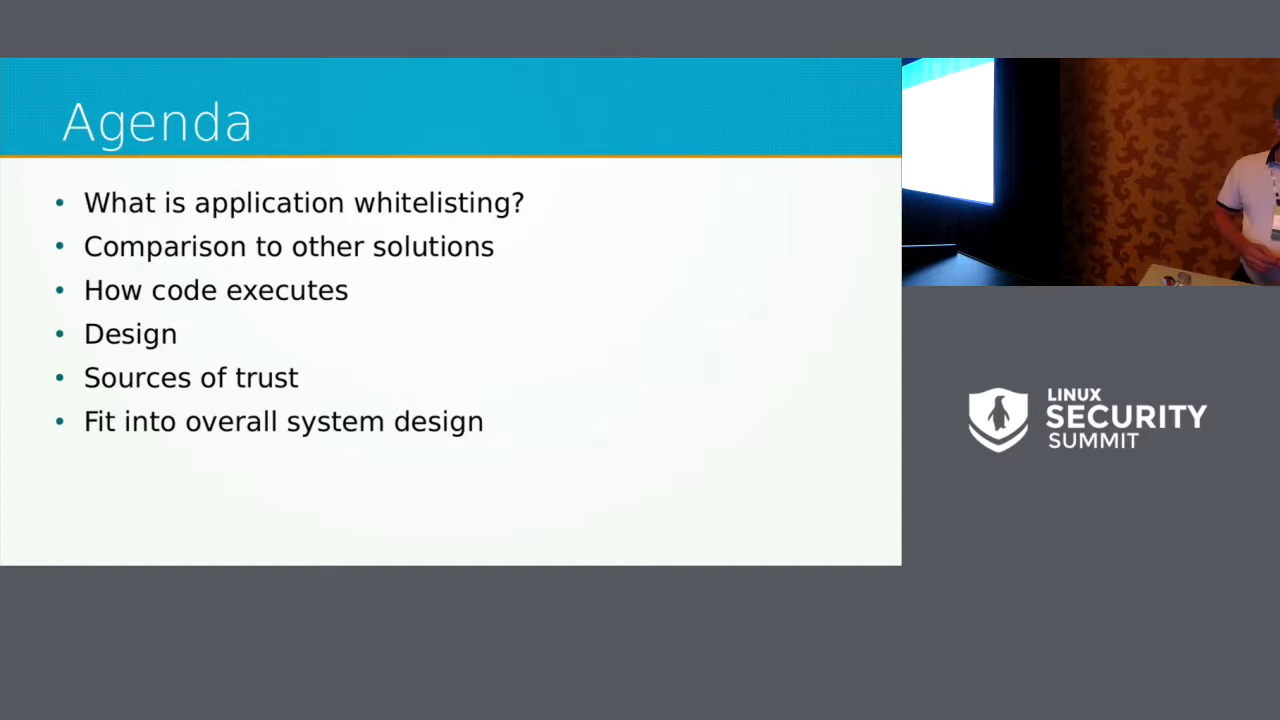 Agenda
• What is application whitelisting?
• Comparison to other solutions
• How code executes
• Design
• Sources of trust
• Fit into overall system design
LINUX
SECURITY
SUMMIT